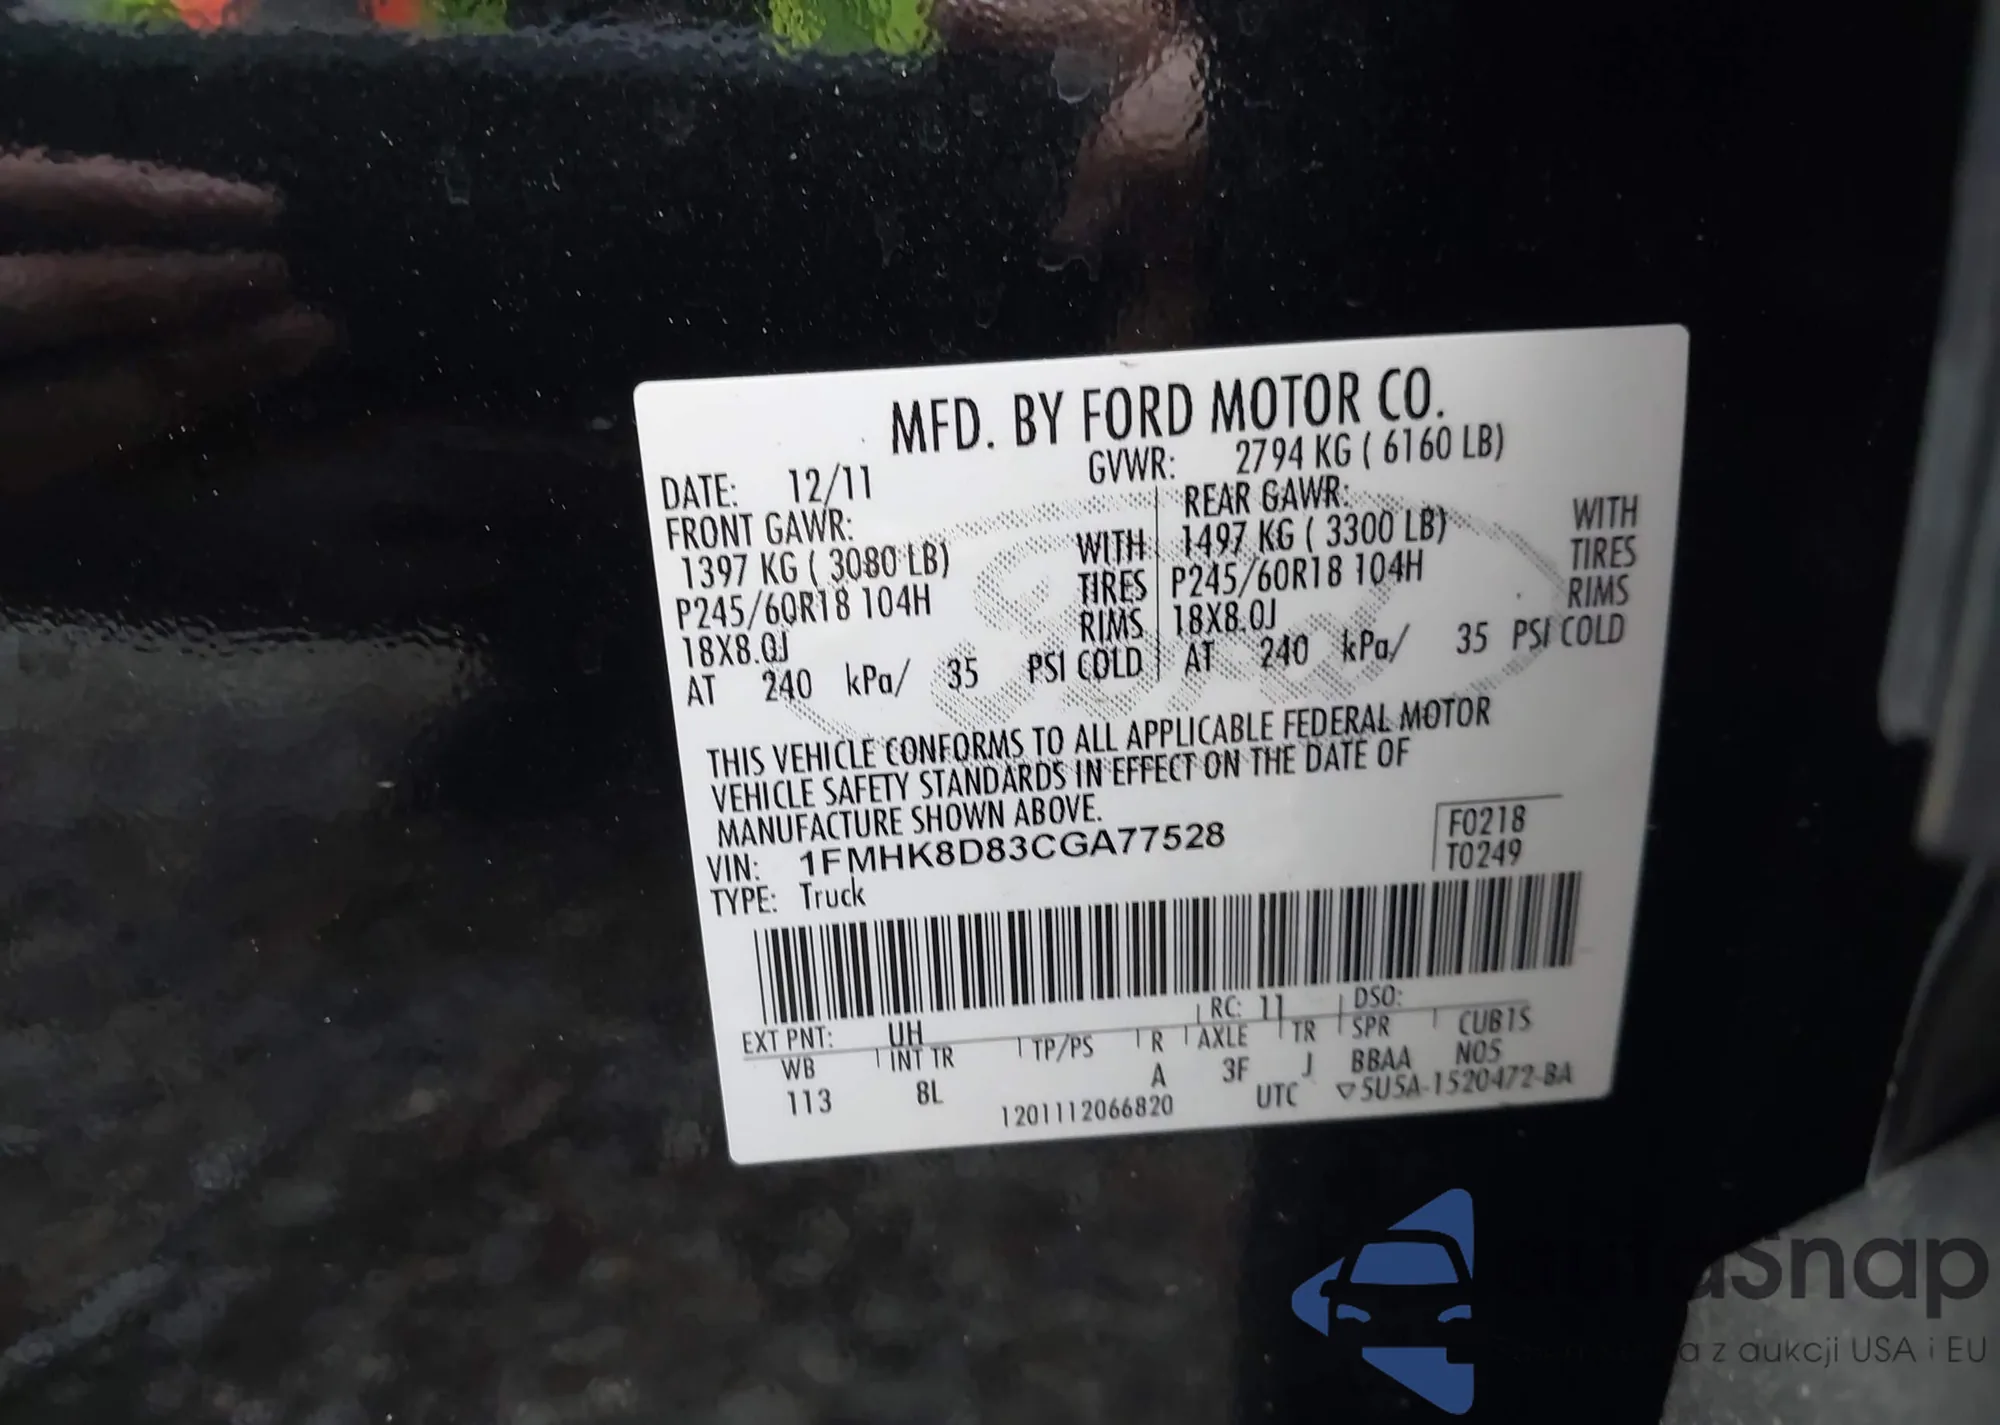 MFD. BY FORD MOTOR CO.
DATE: 12/11 GVWR: 2794 KG ( 6160 LB)
FRONT GAWR: REAR GAWR:
1397 KG ( 3080 LB) WITH 1497 KG ( 3300 LB) WITH
P245/60R18 104H TIRES P245/60R18 104H TIRES
18X8.0J RIMS 18X8.0J RIMS
AT 240 kPa/ 35 PSI COLD AT 240 kPa/ 35 PSI COLD
THIS VEHICLE CONFORMS TO ALL APPLICABLE FEDERAL MOTOR
VEHICLE SAFETY STANDARDS IN EFFECT ON THE DATE OF
MANUFACTURE SHOWN ABOVE.
VIN: 1FMHK8D83CGA77528
TYPE: Truck
F0218
T0249
EXT PNT: UH RC: 11 DSO:
WB INT TR TP/PS R AXLE TR SPR CUB1S
113 8L A 3F J BBAA N05
1201112066820 UTC ▽5U5A-1520472-BA
Snap
z aukcji USA i EU